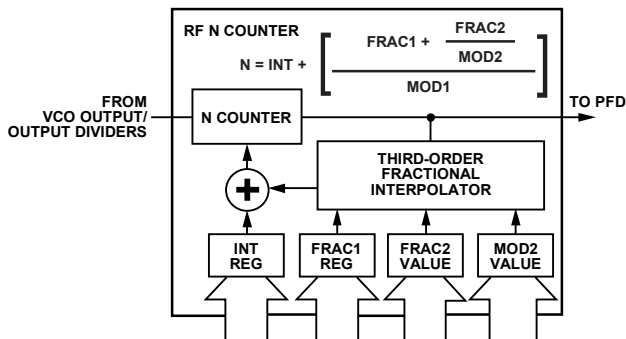 RF N COUNTER
N = INT +
FRAC1 +
FRAC2
MOD2
MOD1
FROM
VCO OUTPUT/
OUTPUT DIVIDERS
N COUNTER
TO PFD
THIRD-ORDER
FRACTIONAL
INTERPOLATOR
+
INT
REG
FRAC1
REG
FRAC2
VALUE
MOD2
VALUE